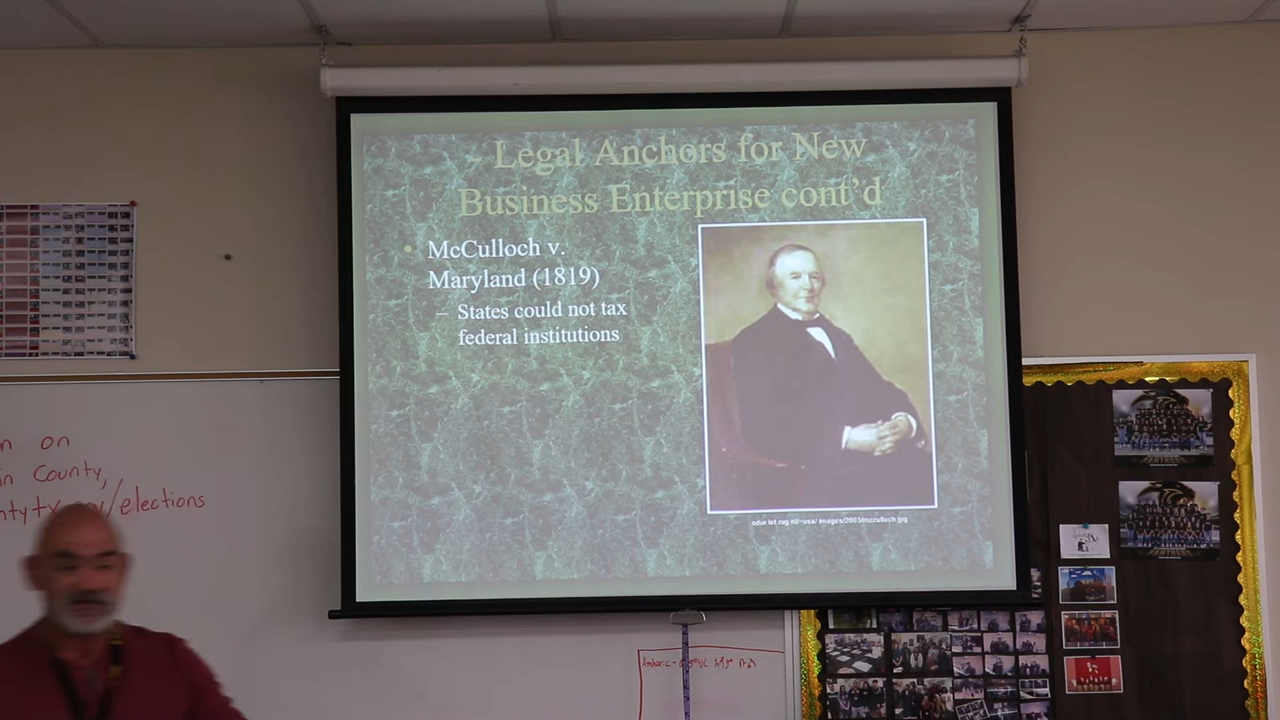 Legal Anchors for New
Business Enterprise cont'd
McCulloch v.
Maryland (1819)
– States could not tax
federal institutions
on
County,
/elections
PANTHERS